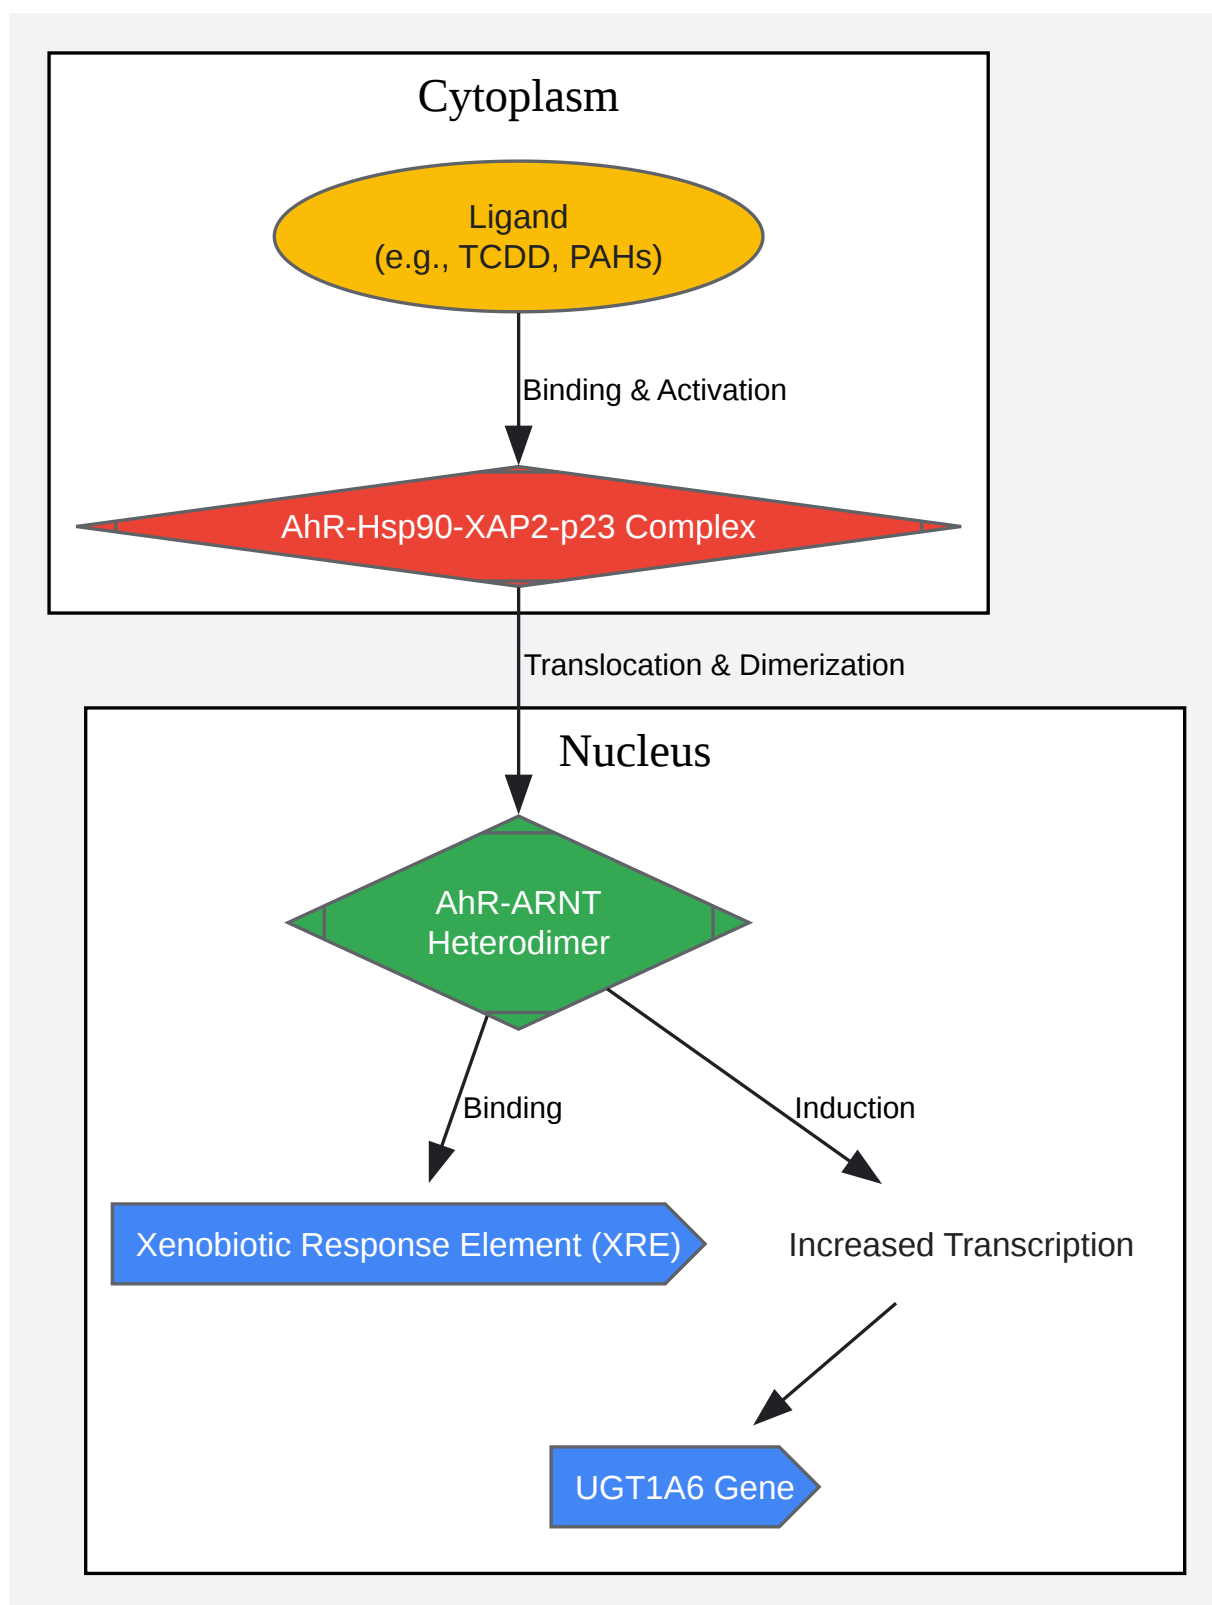 Cytoplasm
Ligand
(e.g., TCDD, PAHs)
Binding & Activation
AhR-Hsp90-XAP2-p23 Complex
Translocation & Dimerization
Nucleus
AhR-ARNT
Heterodimer
Binding
Induction
Xenobiotic Response Element (XRE)
Increased Transcription
UGT1A6 Gene